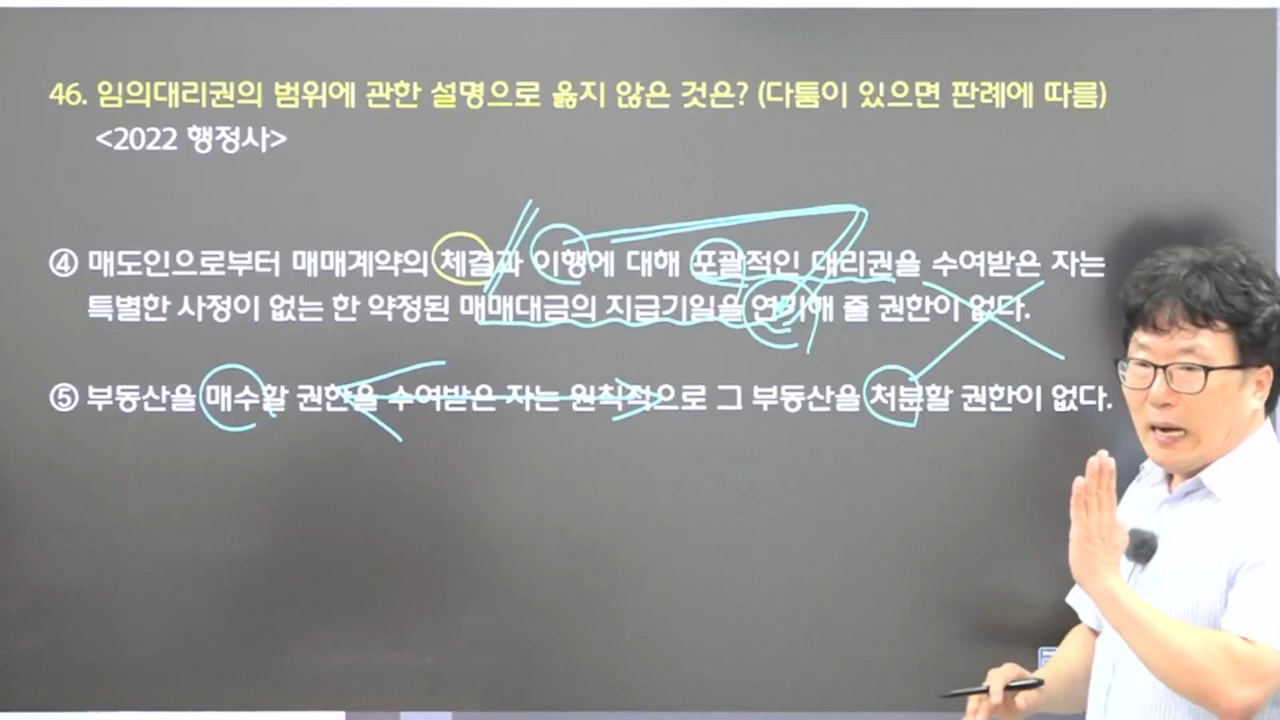 46. 임의대리권의 범위에 관한 설명으로 옳지 않은 것은? (다툼이 있으면 판례에 따름)
<2022 행정사>
④ 매도인으로부터 매매계약의 체결과 이행에 대해 포괄적인 대리권을 수여받은 자는
특별한 사정이 없는 한 약정된 매매대금의 지급기일을 연기해 줄 권한이 없다.
⑤ 부동산을 매수할 권한을 수여받은 자는 원칙적으로 그 부동산을 처분할 권한이 없다.